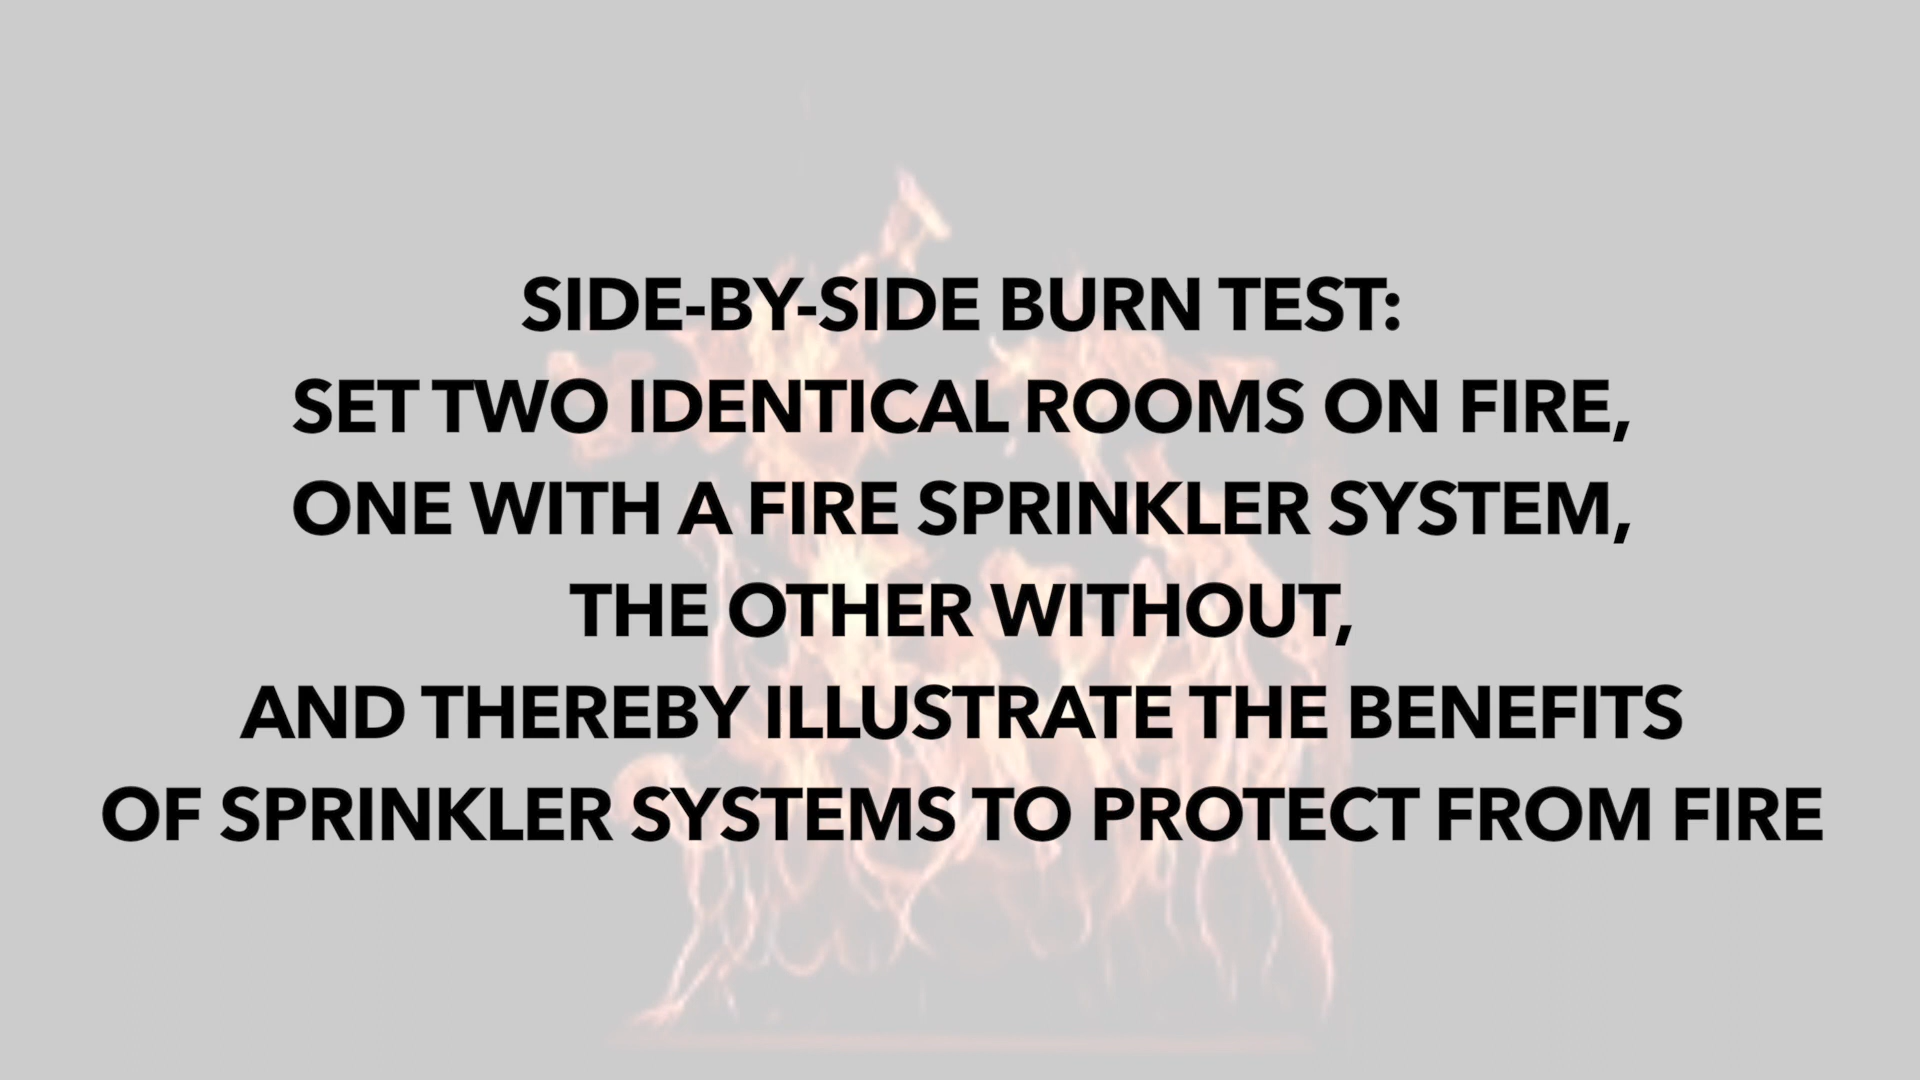 SIDE-BY-SIDE BURN TEST:
SET TWO IDENTICAL ROOMS ON FIRE,
ONE WITH A FIRE SPRINKLER SYSTEM,
THE OTHER WITHOUT,
AND THEREBY ILLUSTRATE THE BENEFITS
OF SPRINKLER SYSTEMS TO PROTECT FROM FIRE